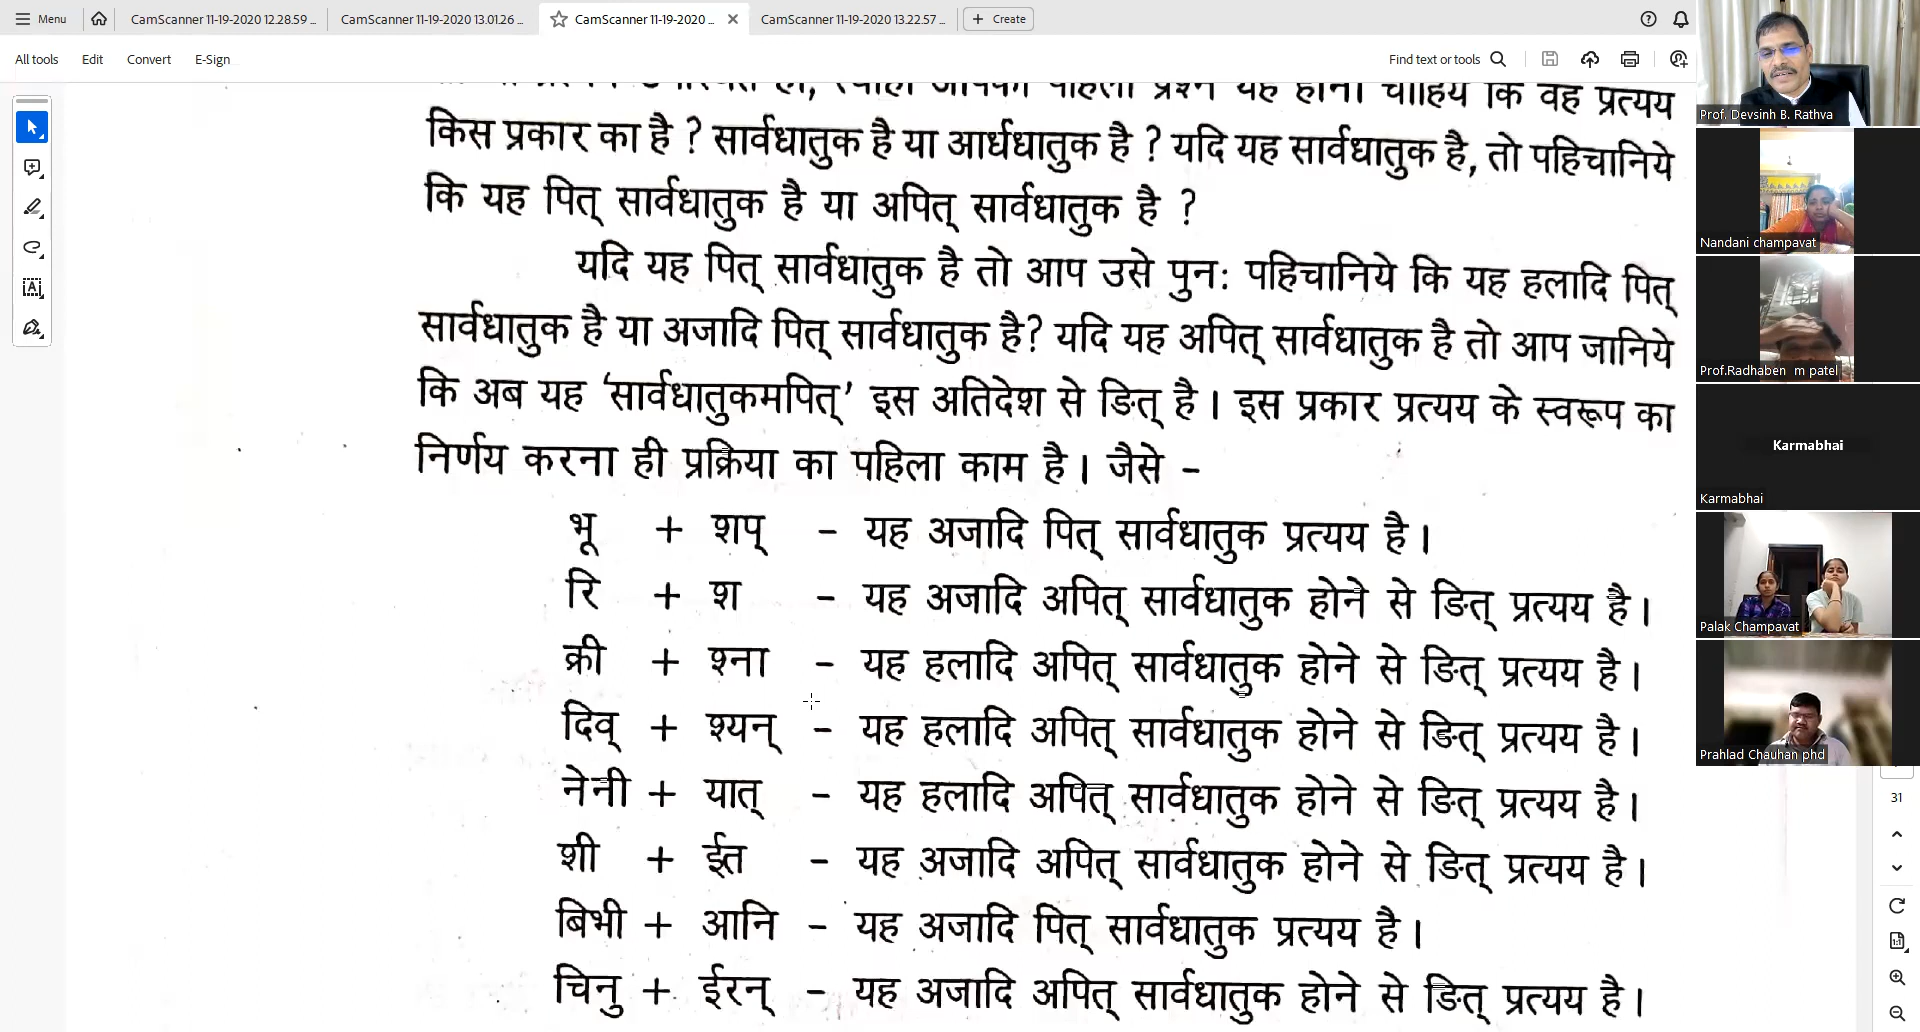 Menu
CamScanner 11-19-2020 12.28.59 ...
CamScanner 11-19-2020 13.01.26 ...
CamScanner 11-19-2020 ...
CamScanner 11-19-2020 13.22.57 ...
+ Create
All tools
Edit
Convert
E-Sign
Find text or tools
किस प्रकार का है ? सार्वधातुक है या आर्धधातुक है ? यदि यह सार्वधातुक है, तो पहिचानिये
कि यह पित् सार्वधातुक है या अपित् सार्वधातुक है ?
यदि यह पित् सार्वधातुक है तो आप उसे पुनः पहिचानिये कि यह हलादि पित्
सार्वधातुक है या अजादि पित् सार्वधातुक है? यदि यह अपित् सार्वधातुक है तो आप जानिये
कि अब यह ‘सार्वधातुकमपित्’ इस अतिदेश से ङित् है । इस प्रकार प्रत्यय के स्वरूप का
निर्णय करना ही प्रक्रिया का पहिला काम है । जैसे -
भू + शप् - यह अजादि पित् सार्वधातुक प्रत्यय है ।
रि + श - यह अजादि अपित् सार्वधातुक होने से ङित् प्रत्यय है ।
क्री + श्ना - यह हलादि अपित् सार्वधातुक होने से ङित् प्रत्यय है ।
दिव् + श्यन् - यह हलादि अपित् सार्वधातुक होने से ङित् प्रत्यय है ।
नेनी + यात् - यह हलादि अपित् सार्वधातुक होने से ङित् प्रत्यय है ।
शी + ईत - यह अजादि अपित् सार्वधातुक होने से ङित् प्रत्यय है ।
बिभी + आनि - यह अजादि पित् सार्वधातुक प्रत्यय है ।
चिनु + ईरन् - यह अजादि अपित् सार्वधातुक होने से ङित् प्रत्यय है ।
Prof. Devsinh B. Rathva
Nandani champavat
Prof.Radhaben m patel
Karmabhai
Karmabhai
Palak Champavat
Prahlad Chauhan phd
31